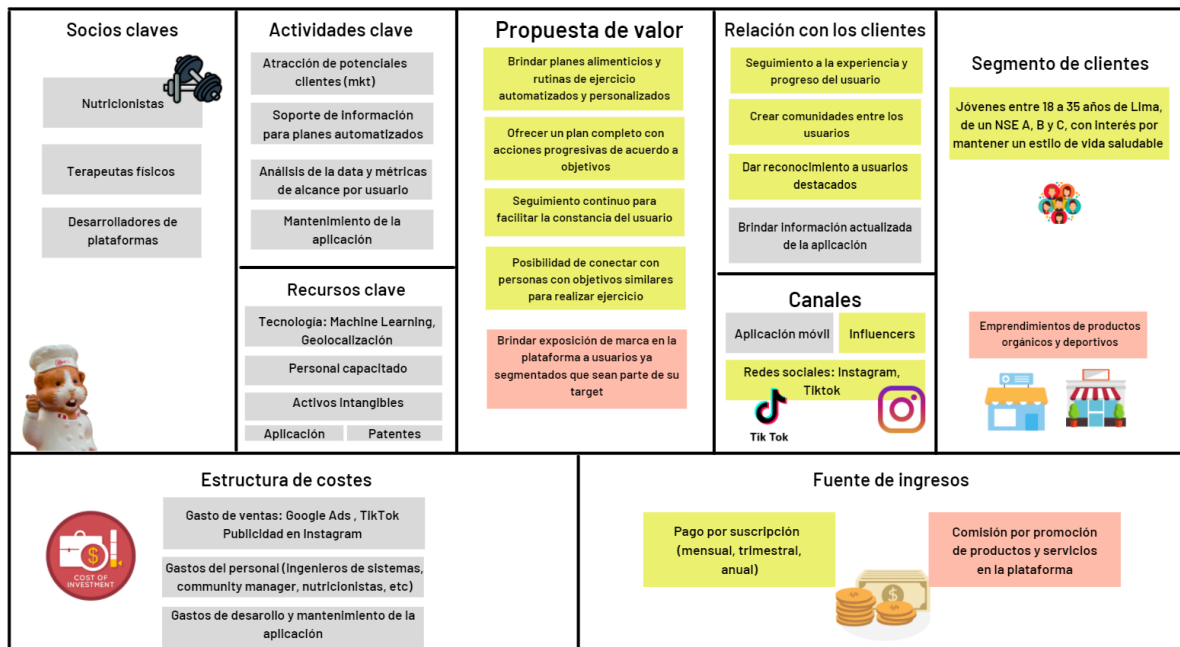 Socios claves
Nutricionistas
Terapeutas físicos
Desarrolladores de
plataformas
Actividades clave
Atracción de potenciales
clientes (mkt)
Soporte de información
para planes automatizados
Análisis de la data y métricas
de alcance por usuario
Mantenimiento de la
aplicación
Recursos clave
Tecnología: Machine Learning,
Geolocalización
Personal capacitado
Activos intangibles
Aplicación
Patentes
Propuesta de valor
Brindar planes alimenticios y
rutinas de ejercicio
automatizados y personalizados
Ofrecer un plan completo con
acciones progresivas de acuerdo a
objetivos
Seguimiento continuo para
facilitar la constancia del usuario
Posibilidad de conectar con
personas con objetivos similares
para realizar ejercicio
Brindar exposición de marca en la
plataforma a usuarios ya
segmentados que sean parte de su
target
Relación con los clientes
Seguimiento a la experiencia y
progreso del usuario
Crear comunidades entre los
usuarios
Dar reconocimiento a usuarios
destacados
Brindar información actualizada
de la aplicación
Canales
Aplicación móvil
Influencers
Redes sociales: Instagram,
Tiktok
Tik Tok
Segmento de clientes
Jóvenes entre 18 a 35 años de Lima,
de un NSE A, B y C, con interés por
mantener un estilo de vida saludable
Emprendimientos de productos
orgánicos y deportivos
Estructura de costes
COST OF
INVESTMENT
Gasto de ventas: Google Ads , TikTok
Publicidad en Instagram
Gastos del personal (ingenieros de sistemas,
community manager, nutricionistas, etc)
Gastos de desarollo y mantenimiento de la
aplicación
Fuente de ingresos
Pago por suscripción
(mensual, trimestral,
anual)
Comisión por promoción
de productos y servicios
en la plataforma